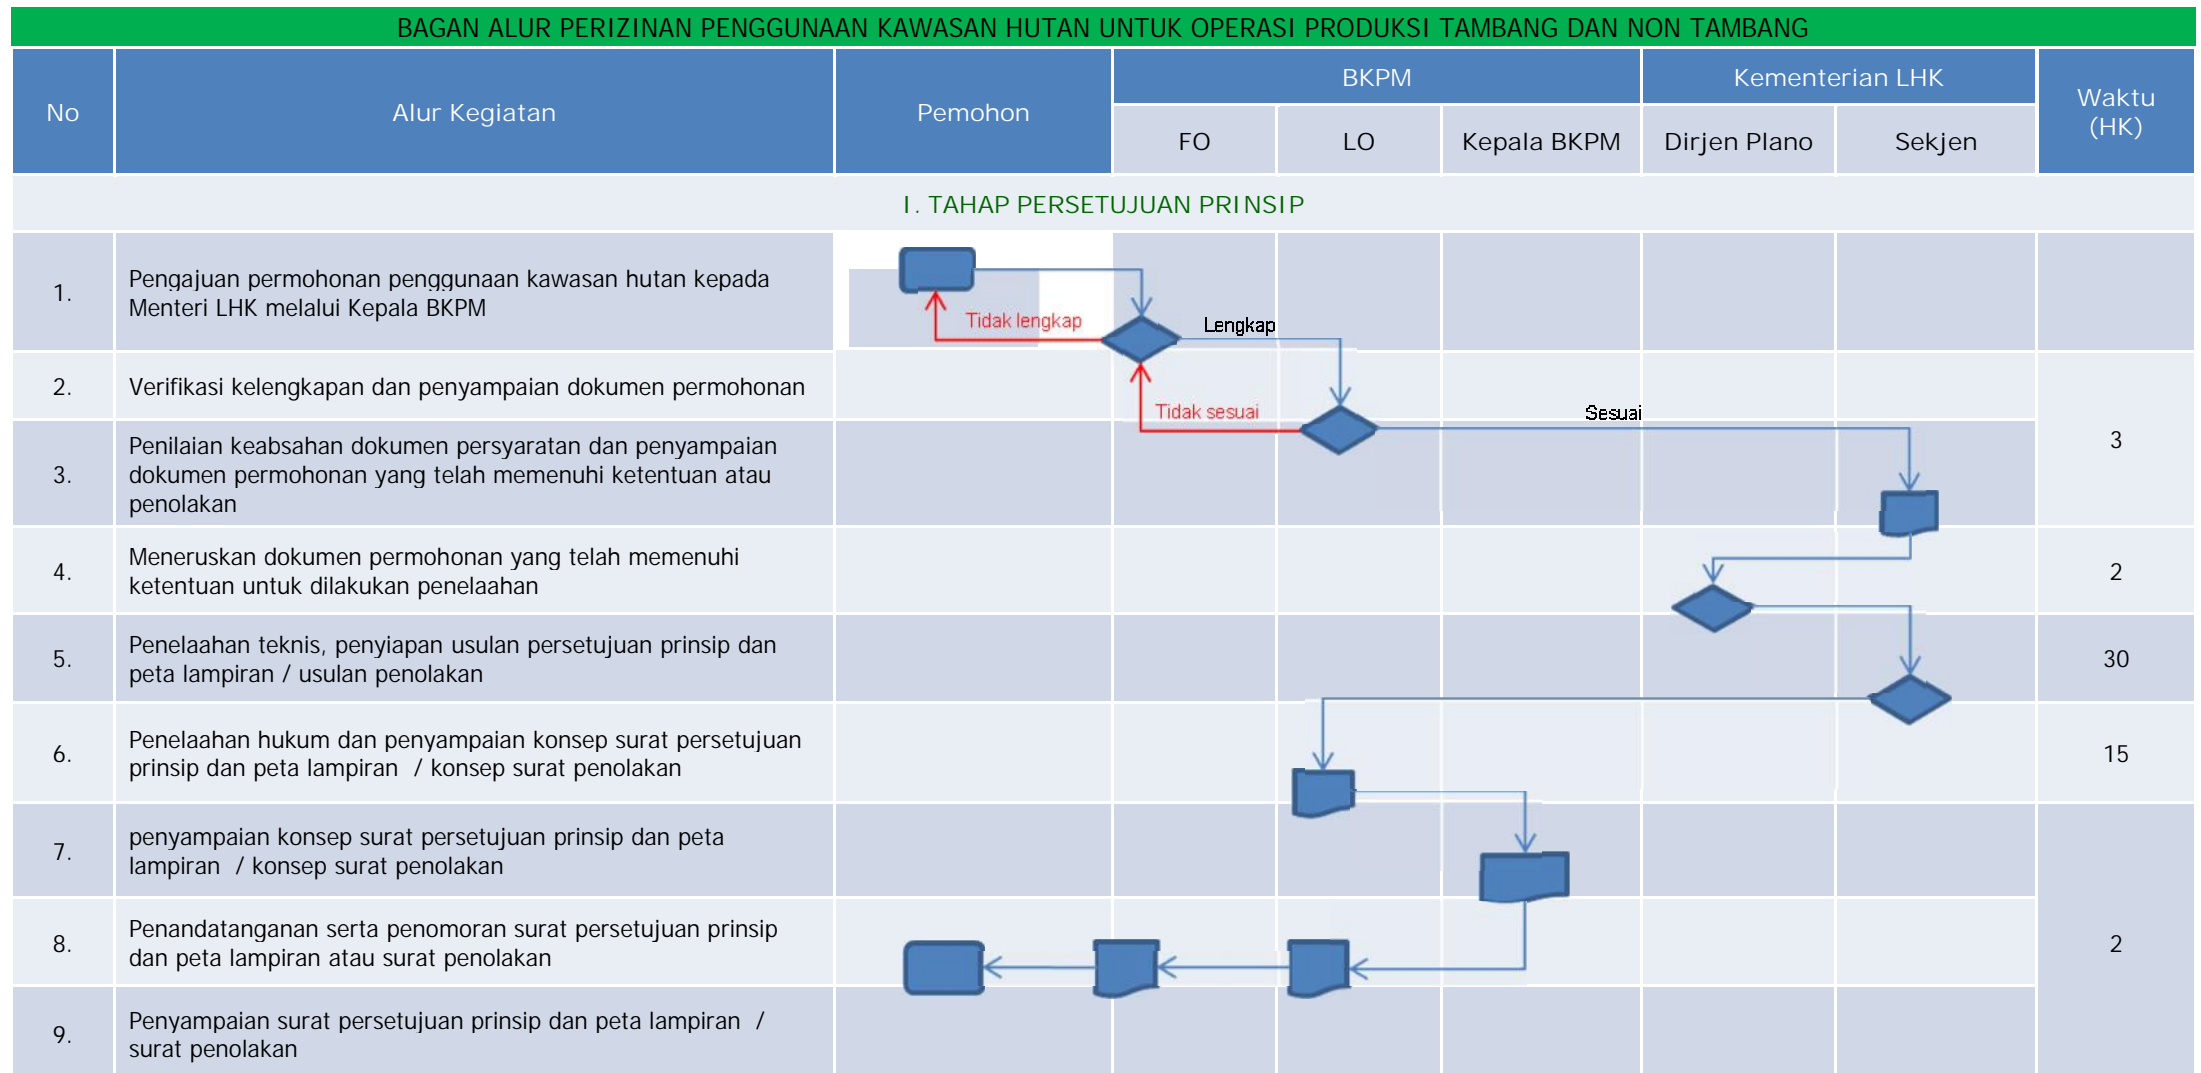 BAGAN ALUR PERIZINAN PENGGUNAAN KAWASAN HUTAN UNTUK OPERASI PRODUKSI TAMBANG DAN NON TAMBANG
No
Alur Kegiatan
Pemohon
BKPM
Kementerian LHK
Waktu
(HK)
FO
LO
Kepala BKPM
Dirjen Plano
Sekjen
I. TAHAP PERSETUJUAN PRINSIP
1.
Pengajuan permohonan penggunaan kawasan hutan kepada
Menteri LHK melalui Kepala BKPM
Tidak lengkap
Lengkap
2.
Verifikasi kelengkapan dan penyampaian dokumen permohonan
Tidak sesuai
Sesuai
3.
Penilaian keabsahan dokumen persyaratan dan penyampaian
dokumen permohonan yang telah memenuhi ketentuan atau
penolakan
3
4.
Meneruskan dokumen permohonan yang telah memenuhi
ketentuan untuk dilakukan penelaahan
2
5.
Penelaahan teknis, penyiapan usulan persetujuan prinsip dan
peta lampiran / usulan penolakan
30
6.
Penelaahan hukum dan penyampaian konsep surat persetujuan
prinsip dan peta lampiran / konsep surat penolakan
15
7.
penyampaian konsep surat persetujuan prinsip dan peta
lampiran / konsep surat penolakan
8.
Penandatanganan serta penomoran surat persetujuan prinsip
dan peta lampiran atau surat penolakan
2
9.
Penyampaian surat persetujuan prinsip dan peta lampiran /
surat penolakan